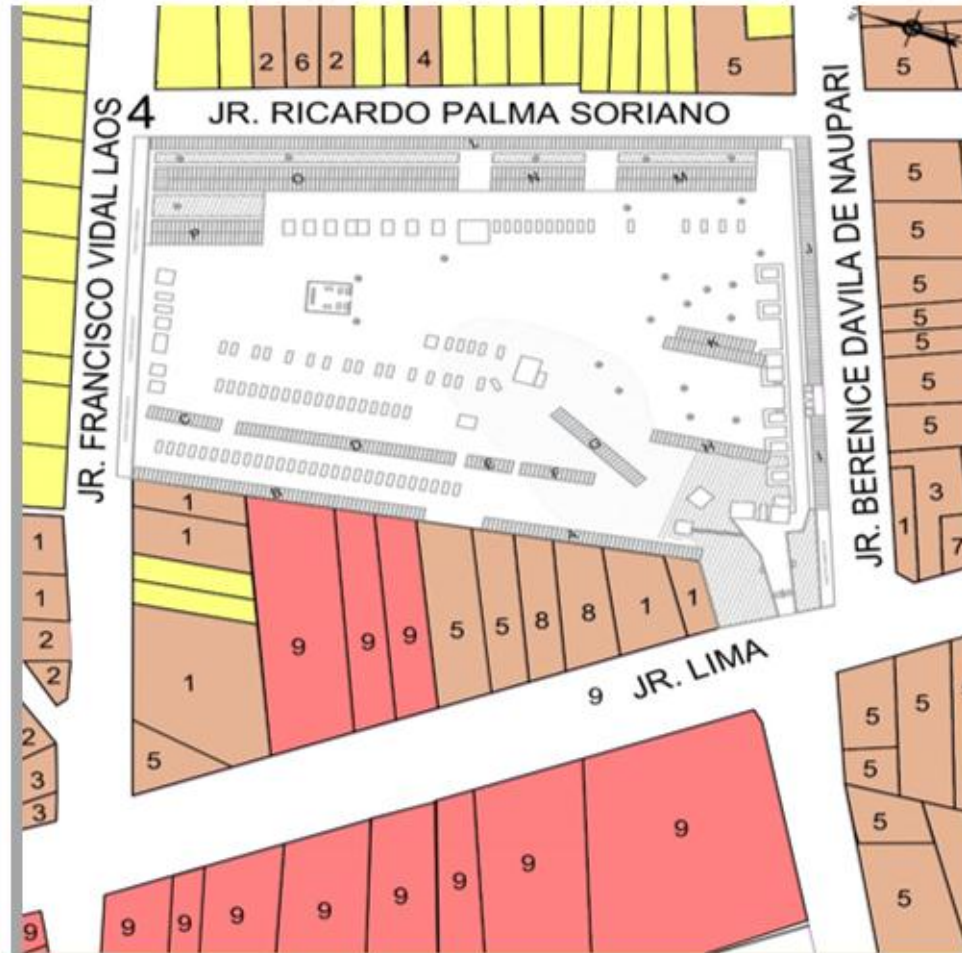 2 6 2 4 5 5
4 JR. RICARDO PALMA SORIANO
JR. FRANCISCO VIDAL LAOS
JR. BERENICE DAVILA DE NAUPARI
L
O N M
P
J
K
C D E F G H
I
B A
5
5
5
5
5
5
5
1 3 7
1
1
1
1
2
2
1
5
9 9 9 5 5 8 8 1 1
9 JR. LIMA
2
3
3
5 5
5
5
5
9 9 9 9 9 9 9 9 9